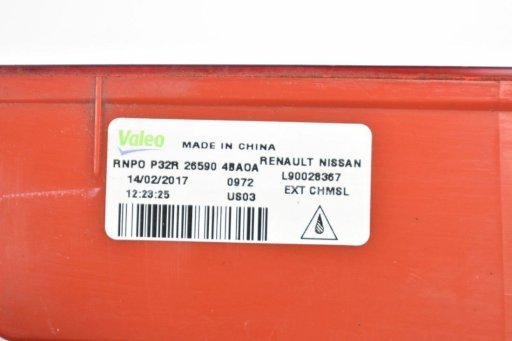 Valeo MADE IN CHINA
RNPO P32R 26590 4BA0A RENAULT NISSAN
14/02/2017 0972 L90028367
12:23:25 US03 EXT CHMSL